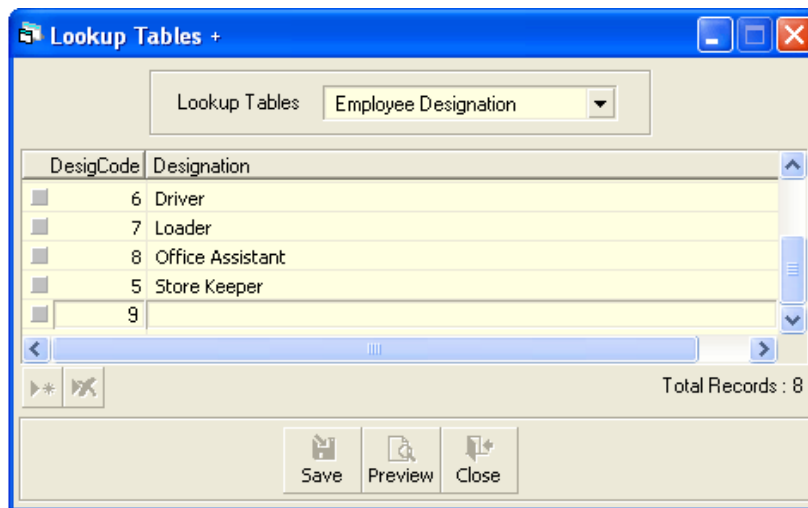 Lookup Tables +
Lookup Tables Employee Designation
DesigCode Designation
6 Driver
7 Loader
8 Office Assistant
5 Store Keeper
9
Total Records : 8
Save Preview Close